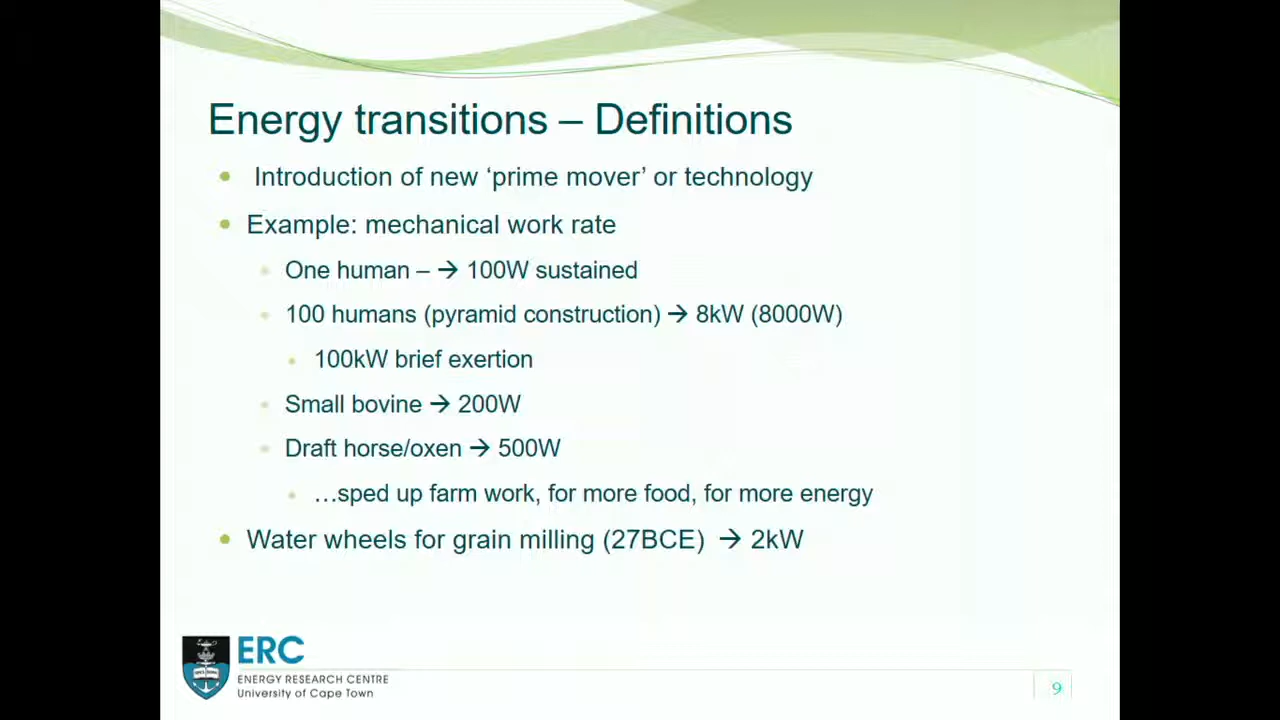 Energy transitions – Definitions
Introduction of new ‘prime mover’ or technology
Example: mechanical work rate
One human – → 100W sustained
100 humans (pyramid construction) → 8kW (8000W)
100kW brief exertion
Small bovine → 200W
Draft horse/oxen → 500W
…sped up farm work, for more food, for more energy
Water wheels for grain milling (27BCE) → 2kW
ERC
ENERGY RESEARCH CENTRE
University of Cape Town
9